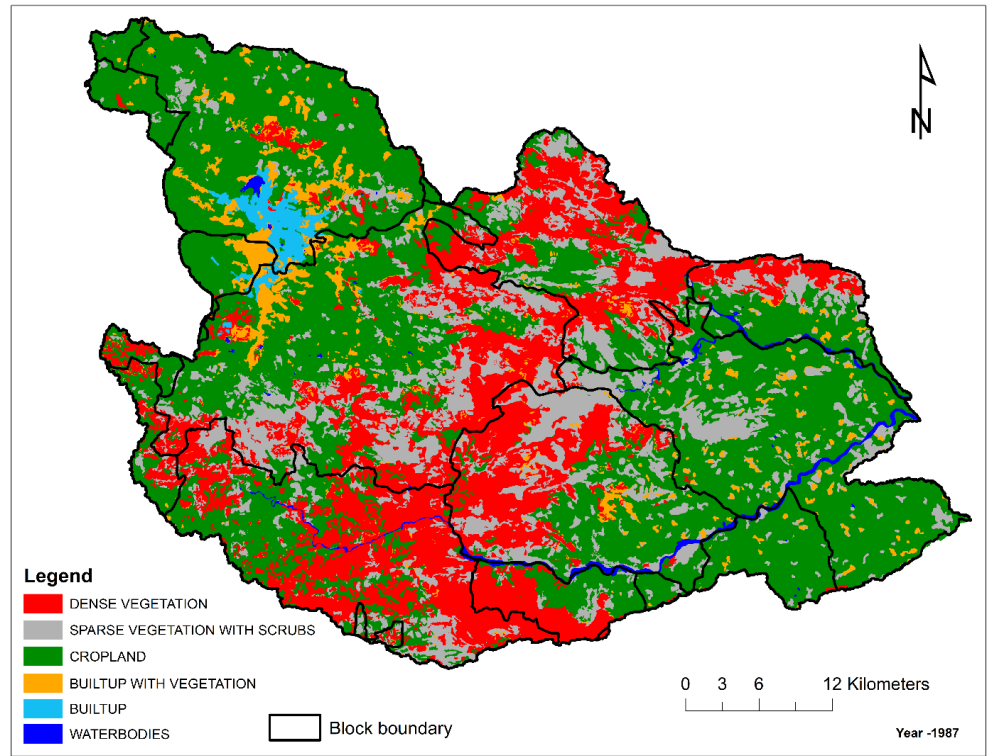 N
Legend
DENSE VEGETATION
SPARSE VEGETATION WITH SCRUBS
CROPLAND
BUILTUP WITH VEGETATION
BUILTUP
WATERBODIES
Block boundary
0 3 6 12 Kilometers
Year -1987